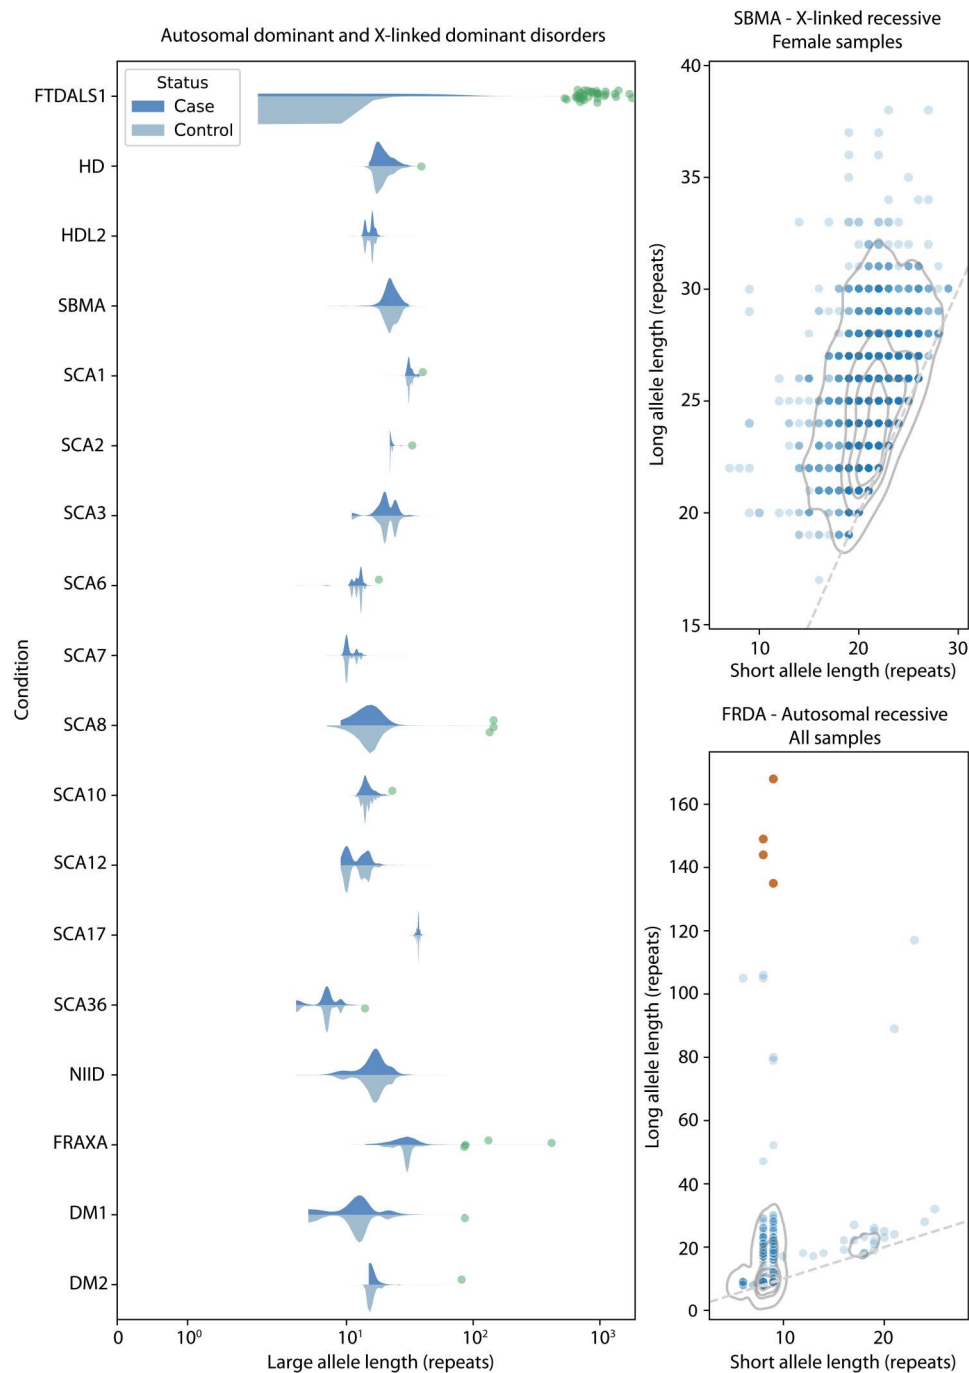 Autosomal dominant and X-linked dominant disorders
Status
Case
Control
FTDALS1
HD
HDL2
SBMA
SCA1
SCA2
SCA3
SCA6
SCA7
SCA8
SCA10
SCA12
SCA17
SCA36
NIID
FRAXA
DM1
DM2
Condition
0
10⁰
10¹
10²
10³
Large allele length (repeats)
SBMA - X-linked recessive
Female samples
40
35
30
25
20
15
Long allele length (repeats)
10
20
30
Short allele length (repeats)
FRDA - Autosomal recessive
All samples
160
140
120
100
80
60
40
20
0
Long allele length (repeats)
10
20
Short allele length (repeats)